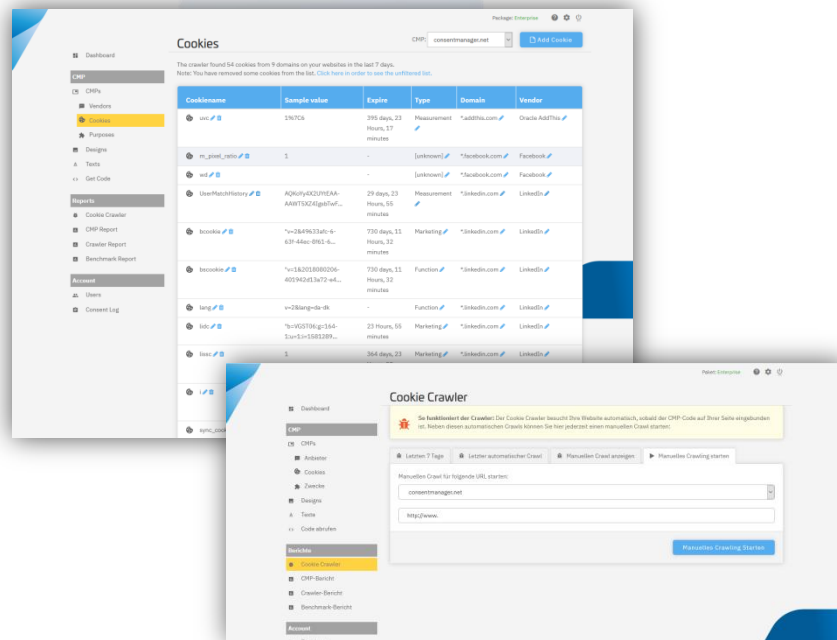 Package: Enterprise
Cookies
CMP: consentmanager.net
Add Cookie
The crawler found 54 cookies from 9 domains on your websites in the last 7 days.
Note: You have removed some cookies from the list. Click here in order to see the unfiltered list.
Dashboard
CMP
CMPs
Vendors
Cookies
Purposes
Designs
Texts
Get Code
Reports
Cookie Crawler
CMP Report
Crawler Report
Benchmark Report
Account
Users
Consent Log
Cookiename Sample value Expire Type Domain Vendor
uvc 1%7C6 395 days, 23 Measurement *.addthis.com Oracle AddThis
Hours, 17
minutes
m_pixel_ratio 1 - [unknown] *.facebook.com Facebook
wd - [unknown] *.facebook.com Facebook
UserMatchHistory 29 days, 23 Measurement *.linkedin.com LinkedIn
Hours, 55
minutes
bcookie 730 days, 11 Marketing *.linkedin.com LinkedIn
Hours, 32
minutes
bscookie 730 days, 11 Function *.linkedin.com LinkedIn
Hours, 32
minutes
lang v=2&lang=da-dk - Function *.linkedin.com LinkedIn
lidc 23 Hours, 55 Marketing *.linkedin.com LinkedIn
minutes
lissc 1 364 days, 23 Marketing *.linkedin.com LinkedIn
i
Paket: Enterprise
Cookie Crawler
So funktioniert der Crawler: Der Cookie Crawler besucht Ihre Website automatisch, sobald der CMP-Code auf Ihrer Seite eingebunden
ist. Neben diesen automatischen Crawls können Sie hier jederzeit einen manuellen Crawl starten:
Letzten 7 Tage Letzter automatischer Crawl Manuellen Crawl anzeigen Manuelles Crawling starten
Manuellen Crawl für folgende URL starten:
consentmanager.net
http://www.
Manuelles Crawling Starten
Dashboard
CMP
CMPs
Anbieter
Cookies
Zwecke
Designs
Texte
Code abrufen
Berichte
Cookie Crawler
CMP-Bericht
Crawler-Bericht
Benchmark-Bericht
Account